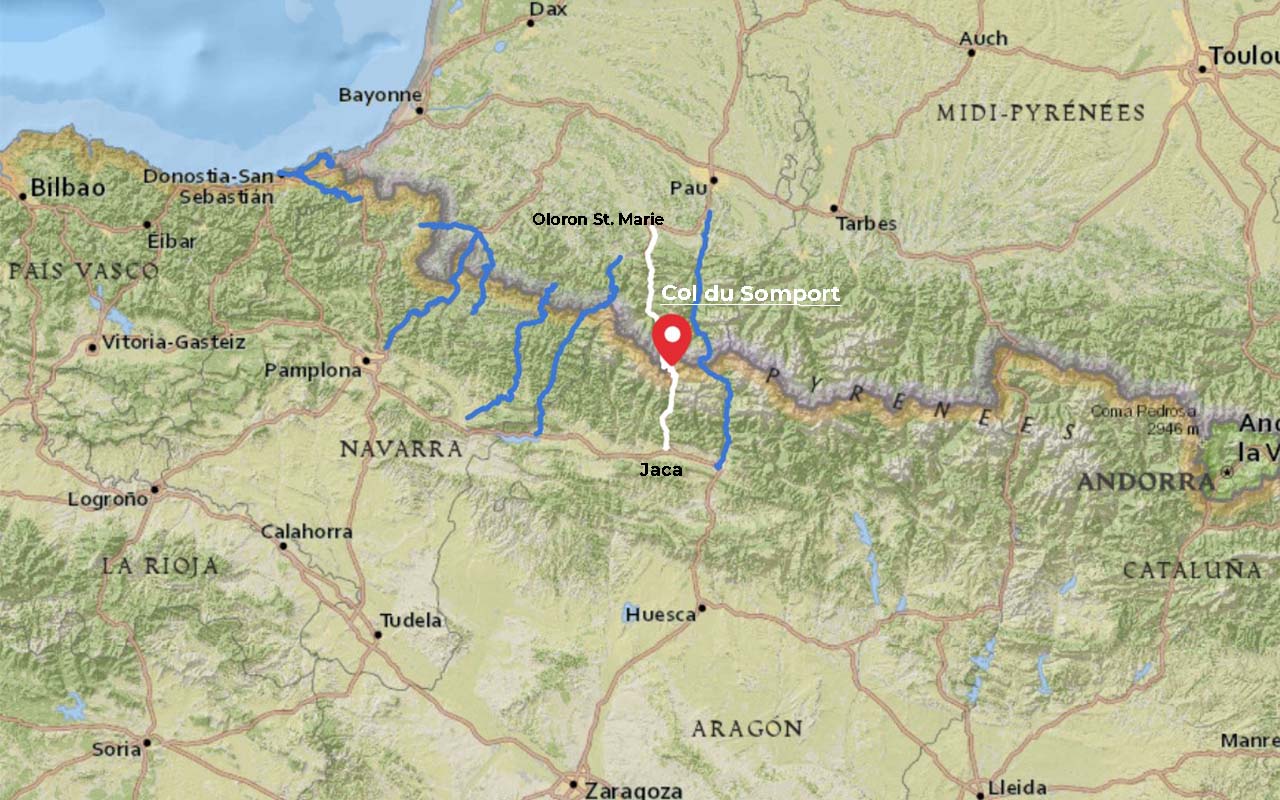 Dax
Auch
Toulou
Bayonne
MIDI-PYRÉNÉES
Donostia-San
Sebastián
Bilbao
Pau
Oloron St. Marie
Tarbes
Eibar
PAÍS VASCO
Col du Somport
Vitoria-Gasteiz
Pamplona
PYRENEES
Coma Pedrosa
2946 m
And
la V
NAVARRA
Jaca
ANDORRA
Logroño
Calahorra
LA RIOJA
CATALUÑA
Huesca
Tudela
ARAGÓN
Soria
Manre
Zaragoza
Lleida